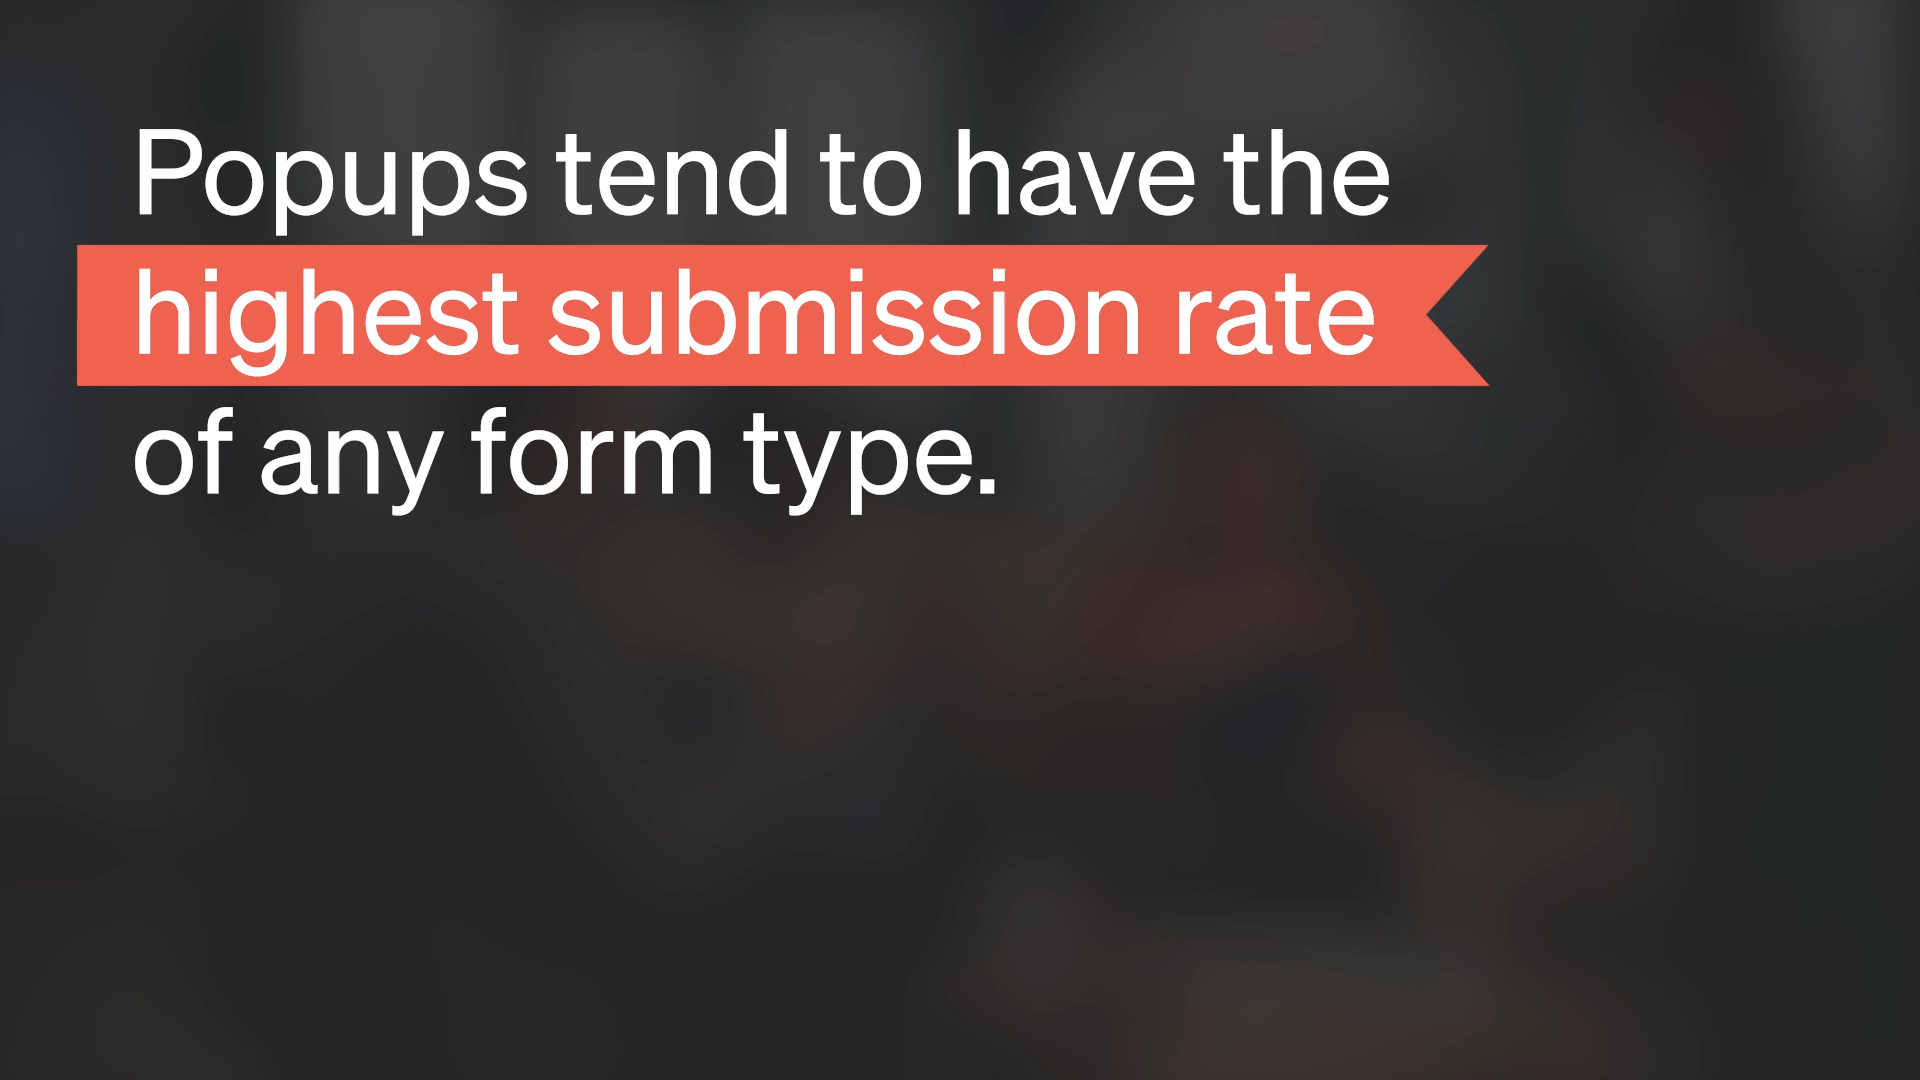 Popups tend to have the
highest submission rate
of any form type.